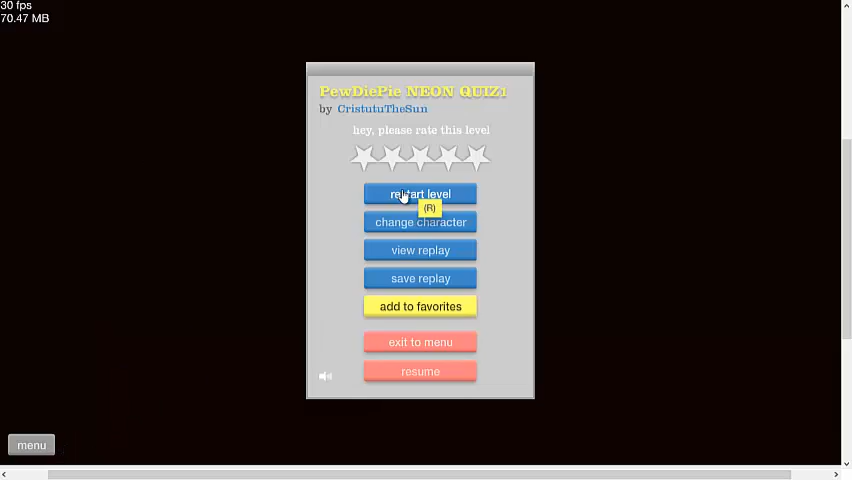 30 fps
70.47 MB
PewDiePie NEON QUIZ1
by CristutuTheSun
hey, please rate this level
restart level
(R)
change character
view replay
save replay
add to favorites
exit to menu
resume
menu